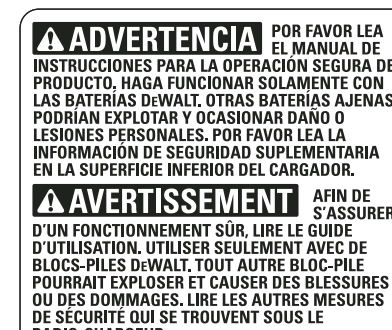 ⚠ ADVERTENCIA POR FAVOR LEA
EL MANUAL DE
INSTRUCCIONES PARA LA OPERACIÓN SEGURA DE
PRODUCTO. HAGA FUNCIONAR SOLAMENTE CON
LAS BATERÍAS DEWALT. OTRAS BATERÍAS AJENAS
PODRÍAN EXPLOTAR Y OCASIONAR DAÑO O
LESIONES PERSONALES. POR FAVOR LEA LA
INFORMACIÓN DE SEGURIDAD SUPLEMENTARIA
EN LA SUPERFICIE INFERIOR DEL CARGADOR.
⚠ AVERTISSEMENT AFIN DE
S'ASSURER
D'UN FONCTIONNEMENT SÛR, LIRE LE GUIDE
D'UTILISATION. UTILISER SEULEMENT AVEC DE
BLOCS-PILES DEWALT. TOUT AUTRE BLOC-PILE
POURRAIT EXPLOSER ET CAUSER DES BLESSURES
OU DES DOMMAGES. LIRE LES AUTRES MESURES
DE SÉCURITÉ QUI SE TROUVENT SOUS LE
RADIO-CHARGEUR